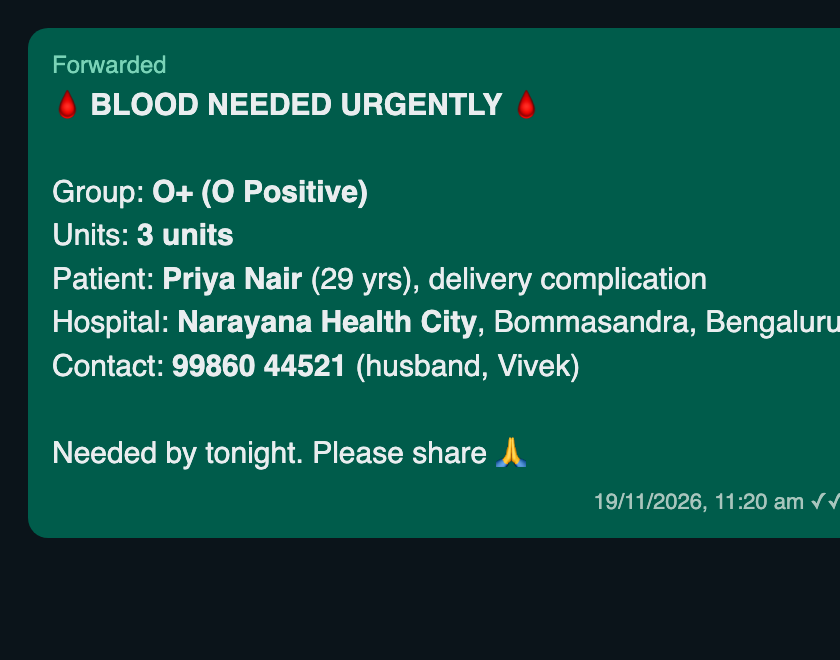 Forwarded
🩸 BLOOD NEEDED URGENTLY 🩸
Group: O+ (O Positive)
Units: 3 units
Patient: Priya Nair (29 yrs), delivery complication
Hospital: Narayana Health City, Bommasandra, Bengaluru
Contact: 99860 44521 (husband, Vivek)
Needed by tonight. Please share 🙏
19/11/2026, 11:20 am ✓✓